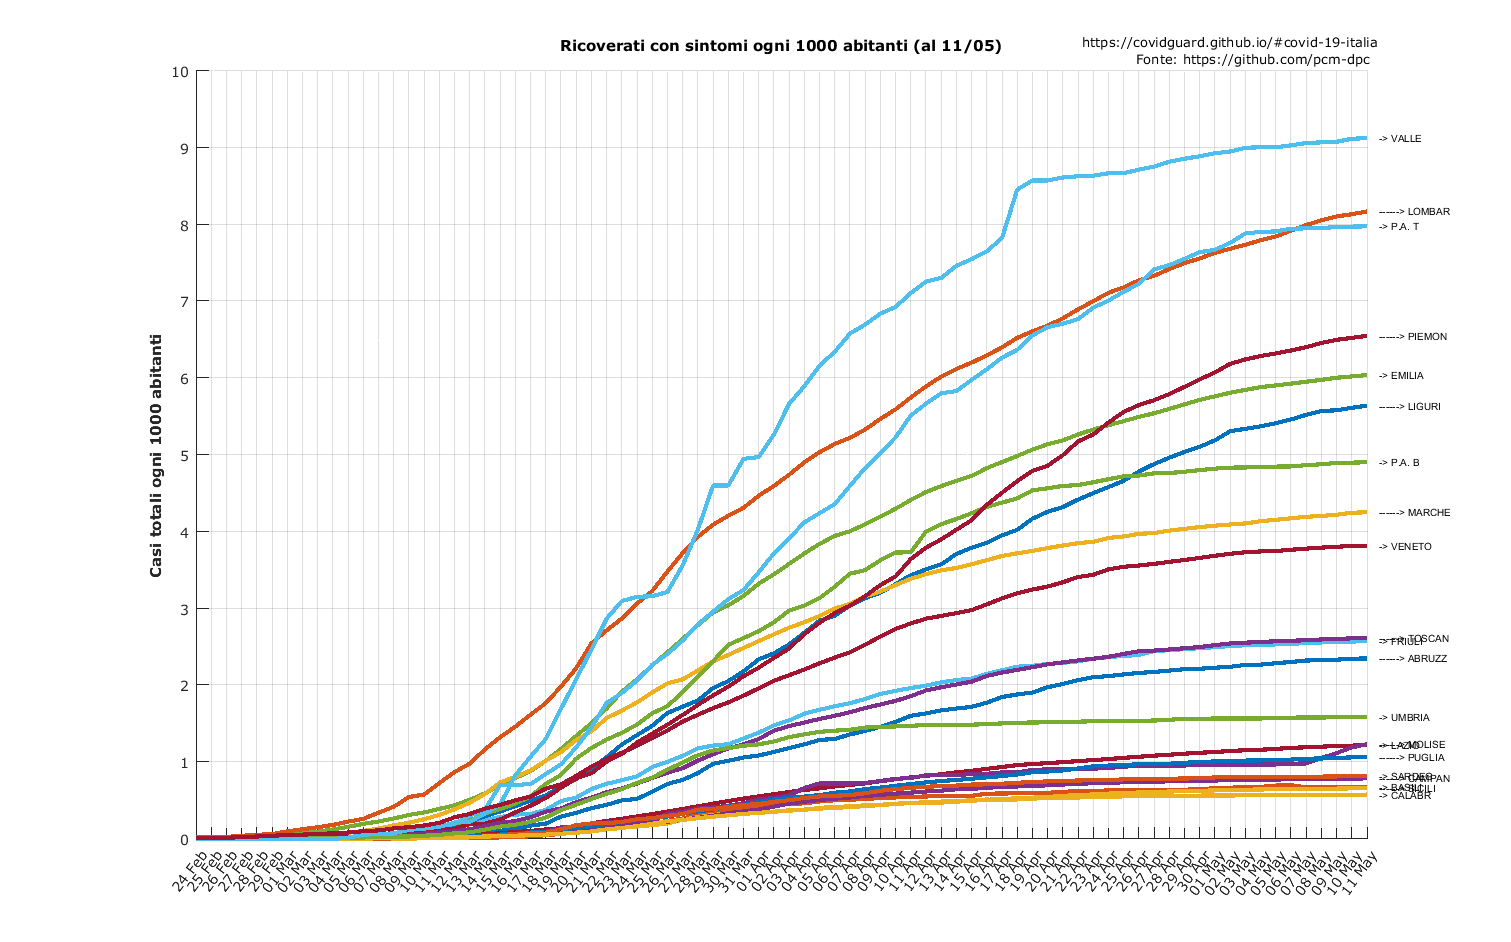 Ricoverati con sintomi ogni 1000 abitanti (al 11/05)
https://covidguard.github.io/#covid-19-italia
Fonte: https://github.com/pcm-dpc
Casi totali ogni 1000 abitanti
10
9
8
7
6
5
4
3
2
1
0
-> VALLE
------> LOMBAR
-> P.A. T
------> PIEMON
-> EMILIA
------> LIGURI
-> P.A. B
------> MARCHE
-> VENETO
------> TOSCAN
-> FRIULI
------> ABRUZZ
-> UMBRIA
-> LAZIO
------> MOLISE
------> PUGLIA
-> SARDEG
------> CAMPAN
-> BASILI
------> SICILI
-> CALABR
24 Feb
25 Feb
26 Feb
27 Feb
28 Feb
29 Feb
01 Mar
02 Mar
03 Mar
04 Mar
05 Mar
06 Mar
07 Mar
08 Mar
09 Mar
10 Mar
11 Mar
12 Mar
13 Mar
14 Mar
15 Mar
16 Mar
17 Mar
18 Mar
19 Mar
20 Mar
21 Mar
22 Mar
23 Mar
24 Mar
25 Mar
26 Mar
27 Mar
28 Mar
29 Mar
30 Mar
31 Mar
01 Apr
02 Apr
03 Apr
04 Apr
05 Apr
06 Apr
07 Apr
08 Apr
09 Apr
10 Apr
11 Apr
12 Apr
13 Apr
14 Apr
15 Apr
16 Apr
17 Apr
18 Apr
19 Apr
20 Apr
21 Apr
22 Apr
23 Apr
24 Apr
25 Apr
26 Apr
27 Apr
28 Apr
29 Apr
30 Apr
01 May
02 May
03 May
04 May
05 May
06 May
07 May
08 May
09 May
10 May
11 May